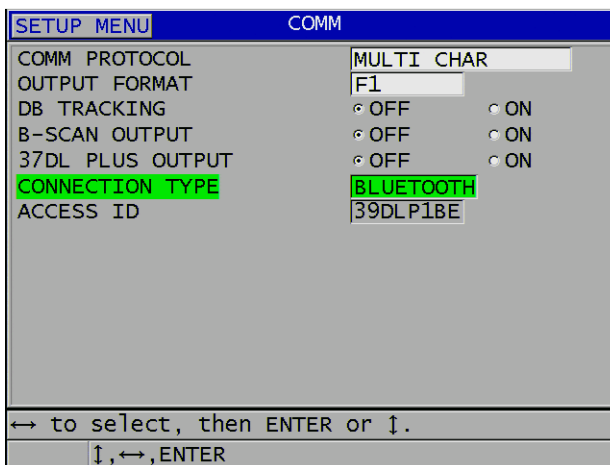 SETUP MENU COMM
COMM PROTOCOL MULTI CHAR
OUTPUT FORMAT F1
DB TRACKING OFF ON
B-SCAN OUTPUT OFF ON
37DL PLUS OUTPUT OFF ON
CONNECTION TYPE BLUETOOTH
ACCESS ID 39DLP1BE
↔ to select, then ENTER or ↕.
↕,↔,ENTER